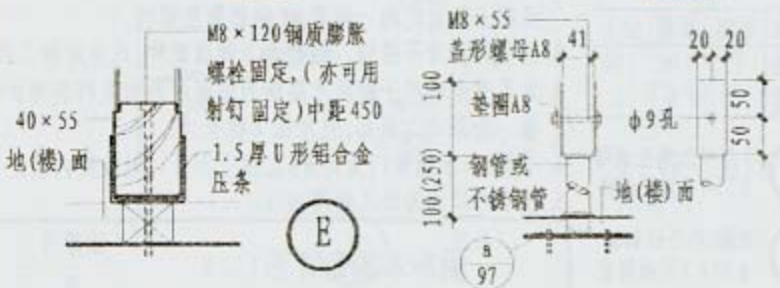 M8×120钢质膨胀
螺栓固定,(亦可用
射钉固定)中距450
40×55
地(楼)面
1.5厚U形铝合金
压条
E
M8×55
盖形螺母A8
41
20 20
100
垫圈A8
φ9孔
50
50
100(250)
钢管或
不锈钢管
地(楼)面
a
97